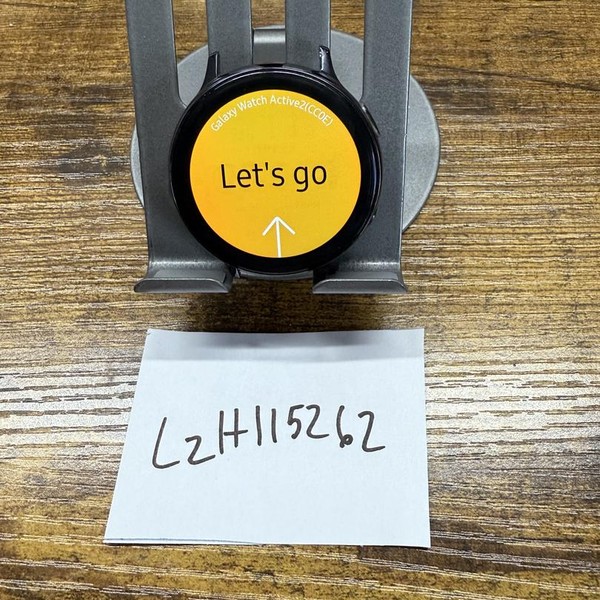 Galaxy Watch Active2(CC0E)
Let's go
LzH115262